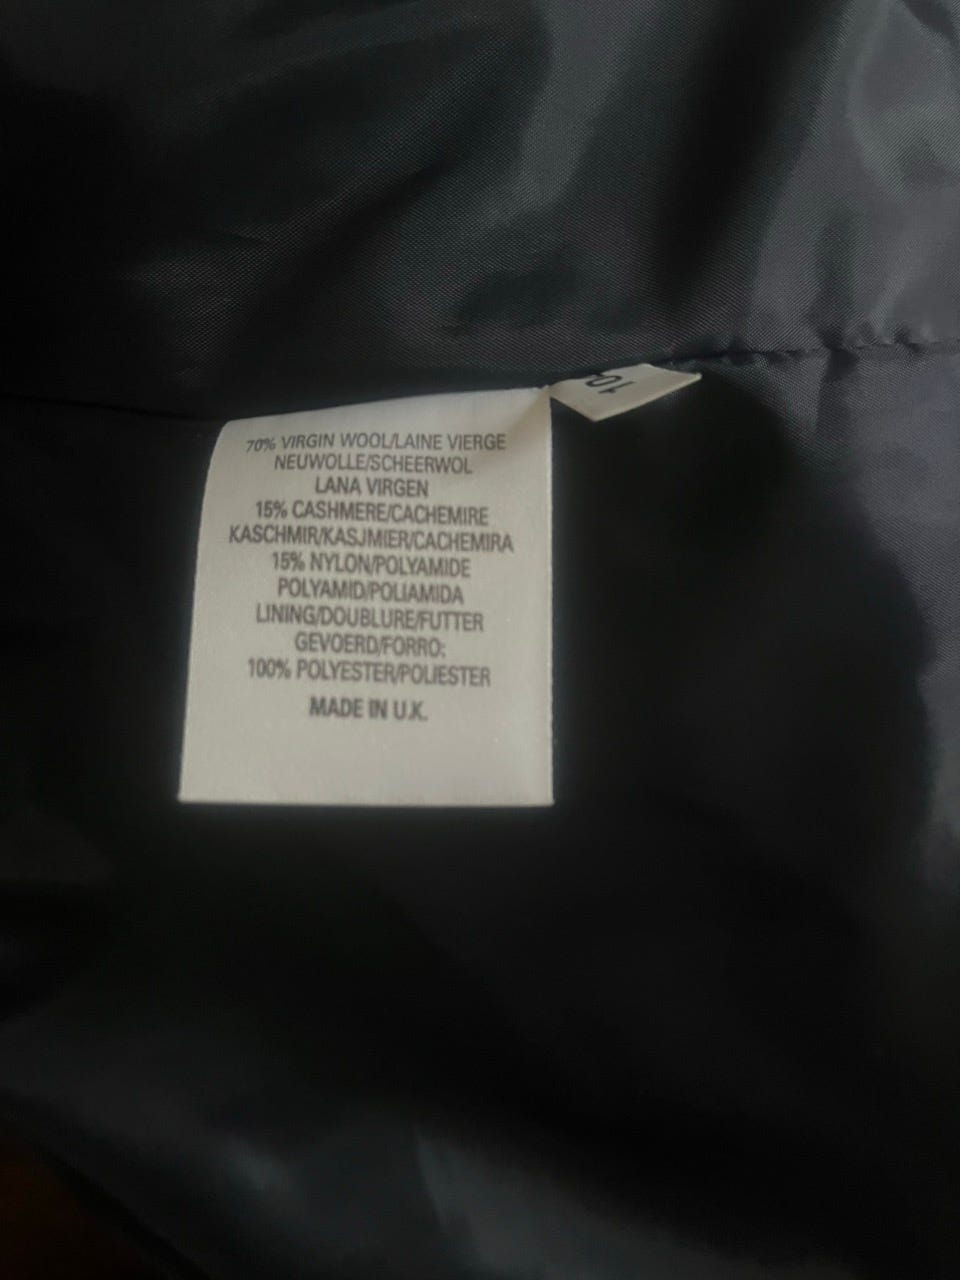 70% VIRGIN WOOL/LAINE VIERGE
NEUWOLLE/SCHEERWOL
LANA VIRGEN
15% CASHMERE/CACHEMIRE
KASCHMIR/KASJMIER/CACHEMIRA
15% NYLON/POLYAMIDE
POLYAMID/POLIAMIDA
LINING/DOUBLURE/FUTTER
GEVOERD/FORRO:
100% POLYESTER/POLIESTER
MADE IN U.K.